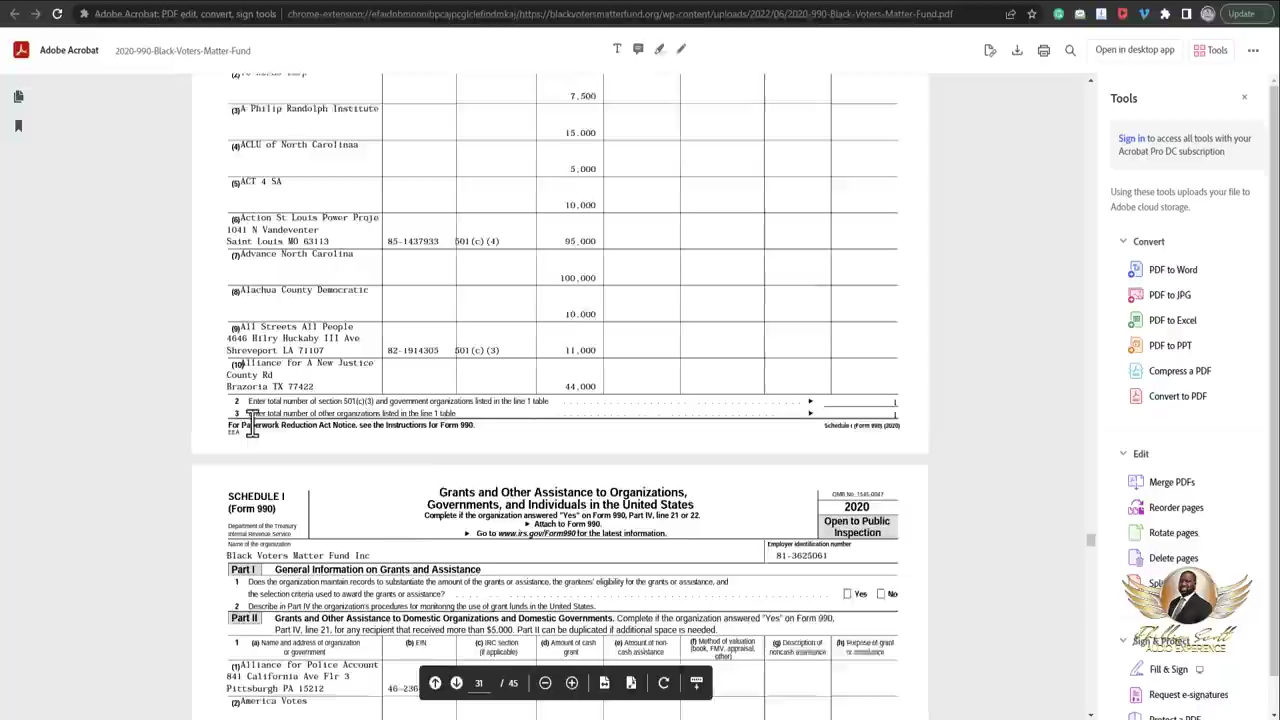 Adobe Acrobat: PDF edit, convert, sign tools | chrome-extension://efaidnbmnnnibpcajpcglclefindmkaj/https://blackvotersmatterfund.org/wp-content/uploads/2022/06/2020-990-Black-Voters-Matter-Fund.pdf
Update
Adobe Acrobat 2020-990-Black-Voters-Matter-Fund
Open in desktop app Tools
7,500
(3) A Philip Randolph Institute
15.000
(4) ACLU of North Carolinaa
5,000
(5) ACT 4 SA
10,000
(6) Action St Louis Power Proje
1041 N Vandeventer
Saint Louis MO 63113 85-1437933 501(c)(4) 95,000
(7) Advance North Carolina
100,000
(8) Alachua County Democratic
10.000
(9) All Streets All People
4646 Hilry Huckaby III Ave
Shreveport LA 71107 82-1914305 501(c)(3) 11,000
(10) Alliance for A New Justice
County Rd
Brazoria TX 77422 44,000
2 Enter total number of section 501(c)(3) and government organizations listed in the line 1 table
3 Enter total number of other organizations listed in the line 1 table
For Paperwork Reduction Act Notice, see the Instructions for Form 990. Schedule I (Form 990) (2020)
EEA
SCHEDULE I
(Form 990)
Department of the Treasury
Internal Revenue Service
Grants and Other Assistance to Organizations,
Governments, and Individuals in the United States
Complete if the organization answered "Yes" on Form 990, Part IV, line 21 or 22.
► Attach to Form 990.
► Go to www.irs.gov/Form990 for the latest information.
OMB No. 1545-0047
2020
Open to Public
Inspection
Name of the organization Employer identification number
Black Voters Matter Fund Inc 81-3625061
Part I General Information on Grants and Assistance
1 Does the organization maintain records to substantiate the amount of the grants or assistance, the grantees' eligibility for the grants or assistance, and
the selection criteria used to award the grants or assistance? Yes No
2 Describe in Part IV the organization's procedures for monitoring the use of grant funds in the United States.
Part II Grants and Other Assistance to Domestic Organizations and Domestic Governments. Complete if the organization answered "Yes" on Form 990,
Part IV, line 21, for any recipient that received more than $5,000. Part II can be duplicated if additional space is needed.
1 (a) Name and address of organization
or government
(b) EIN
(c) IRC section
(if applicable)
(d) Amount of cash
grant
(e) Amount of non-
cash assistance
(f) Method of valuation
(book, FMV, appraisal,
other)
(g) Description of
noncash assistance
(h) Purpose of grant
or assistance
(1) Alliance for Police Account
841 California Ave Flr 3
Pittsburgh PA 15212 46-236
(2) America Votes
31 / 45
Tools
Sign in to access all tools with your
Acrobat Pro DC subscription
Using these tools uploads your file to
Adobe cloud storage.
Convert
PDF to Word
PDF to JPG
PDF to Excel
PDF to PPT
Compress a PDF
Convert to PDF
Edit
Merge PDFs
Reorder pages
Rotate pages
Delete pages
Sign & Protect
Fill & Sign
Request e-signatures
Protect a PDF